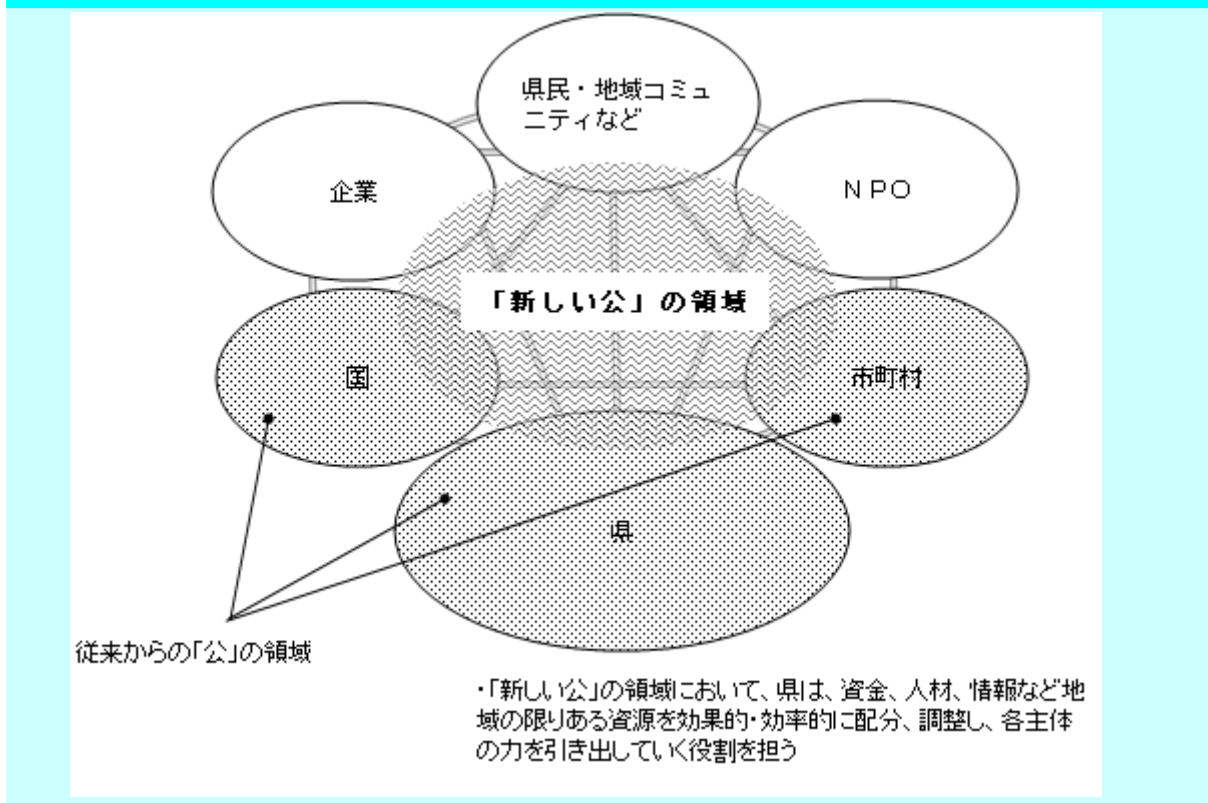 県民・地域コミュ
ニティなど
企業
ＮＰＯ
「新しい公」の領域
国
市町村
県
従来からの｢公｣の領域
・｢新しい公｣の領域において、県は、資金、人材、情報など地
域の限りある資源を効果的・効率的に配分、調整し、各主体
の力を引き出していく役割を担う